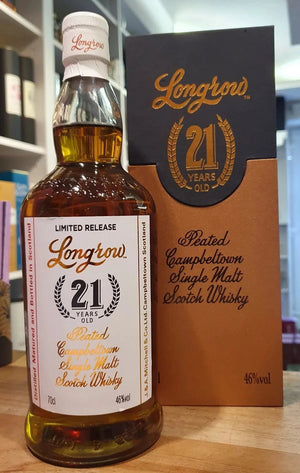 Longrow
LIMITED RELEASE
Longrow
21
YEARS
OLD
Peated
Campbeltown
Single Malt
Scotch Whisky
70cl 46%vol
Distilled Matured and Bottled in Scotland
J.&A. Mitchell & Co.Ltd. Campbeltown Scotland
Longrow™
21
YEARS
OLD
Peated
Campbeltown
Single Malt
Scotch Whisky
46%vol